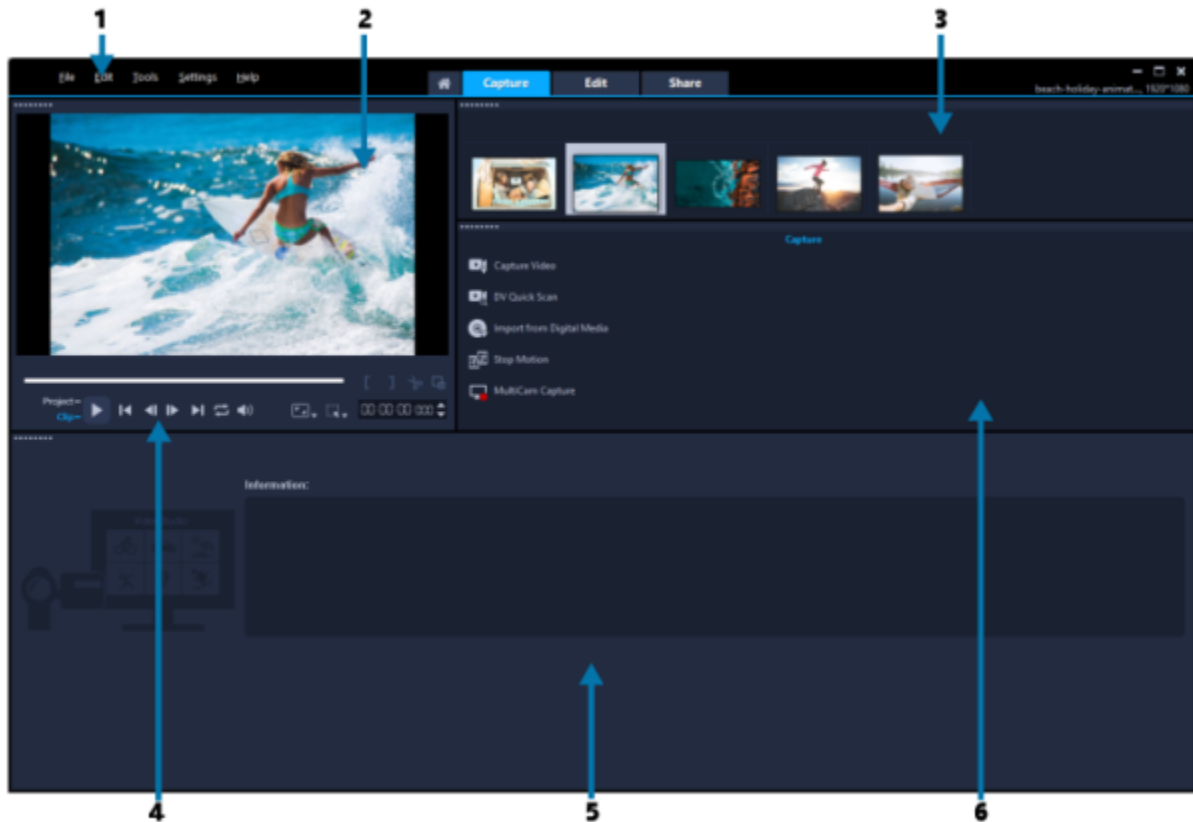 1 2 3
File Edit Tools Settings Help
Capture Edit Share
beach-holiday-animat..., 1920*1080
Capture
Capture Video
DV Quick Scan
Import from Digital Media
Stop Motion
MultiCam Capture
[ ]
Project
Clip
00:00:00:000
Information:
4 5 6